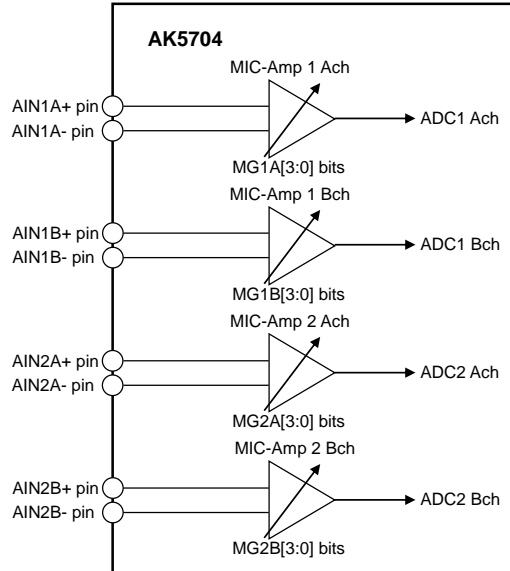 AK5704
MIC-Amp 1 Ach
AIN1A+ pin
AIN1A- pin
ADC1 Ach
MG1A[3:0] bits
MIC-Amp 1 Bch
AIN1B+ pin
AIN1B- pin
ADC1 Bch
MG1B[3:0] bits
MIC-Amp 2 Ach
AIN2A+ pin
AIN2A- pin
ADC2 Ach
MG2A[3:0] bits
MIC-Amp 2 Bch
AIN2B+ pin
AIN2B- pin
ADC2 Bch
MG2B[3:0] bits